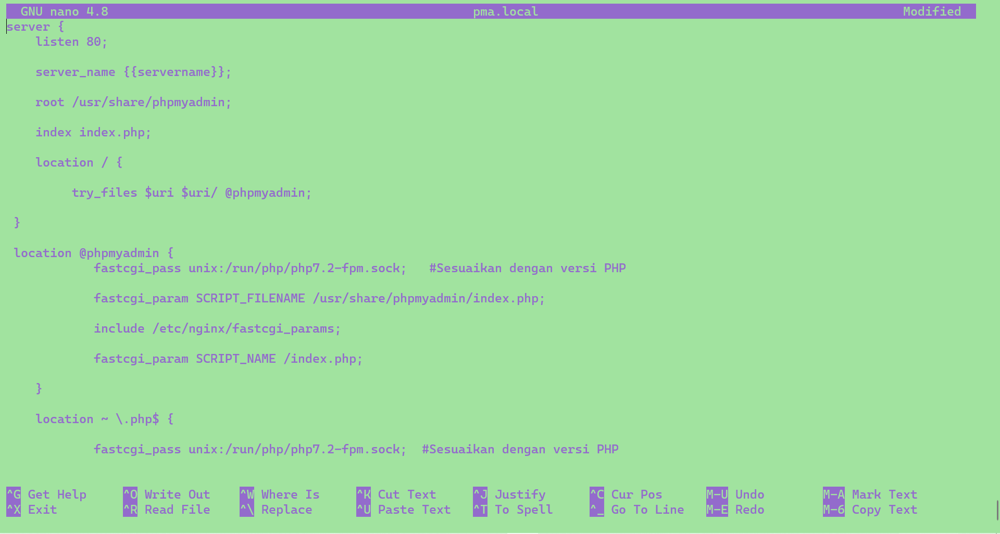 GNU nano 4.8 pma.local Modified
server {
    listen 80;
    server_name {{servername}};
    root /usr/share/phpmyadmin;
    index index.php;
    location / {
         try_files $uri $uri/ @phpmyadmin;
 }
 location @phpmyadmin {
            fastcgi_pass unix:/run/php/php7.2-fpm.sock;   #Sesuaikan dengan versi PHP
            fastcgi_param SCRIPT_FILENAME /usr/share/phpmyadmin/index.php;
            include /etc/nginx/fastcgi_params;
            fastcgi_param SCRIPT_NAME /index.php;
    }
    location ~ \.php$ {
            fastcgi_pass unix:/run/php/php7.2-fpm.sock;  #Sesuaikan dengan versi PHP
^G Get Help ^O Write Out ^W Where Is ^K Cut Text ^J Justify ^C Cur Pos M-U Undo M-A Mark Text
^X Exit ^R Read File ^\ Replace ^U Paste Text ^T To Spell ^_ Go To Line M-E Redo M-6 Copy Text